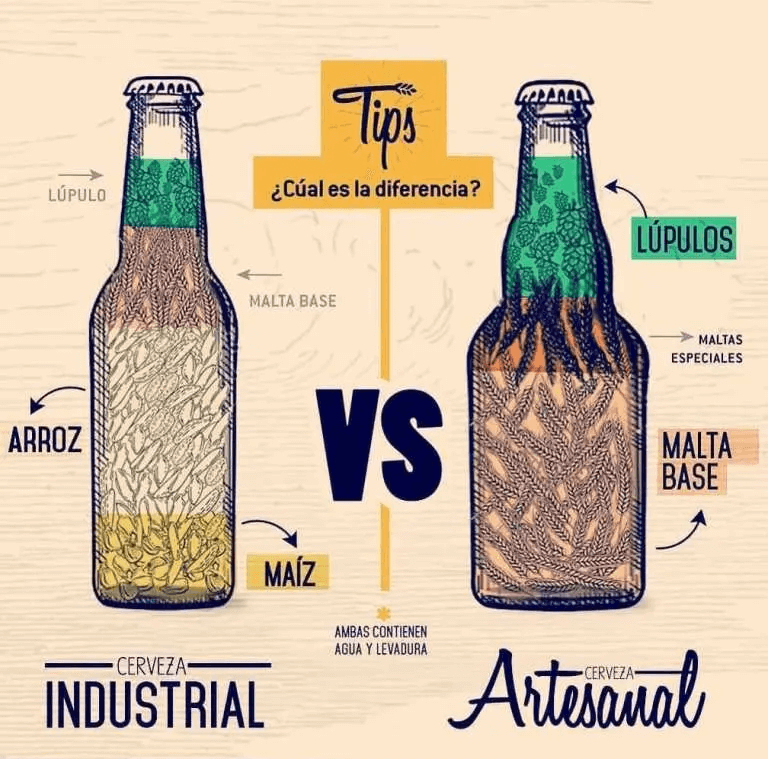 Tips
¿Cúal es la diferencia?
LÚPULO
MALTA BASE
ARROZ
MAÍZ
VS
LÚPULOS
MALTAS
ESPECIALES
MALTA
BASE
AMBAS CONTIENEN
AGUA Y LEVADURA
CERVEZA
INDUSTRIAL
CERVEZA
Artesanal